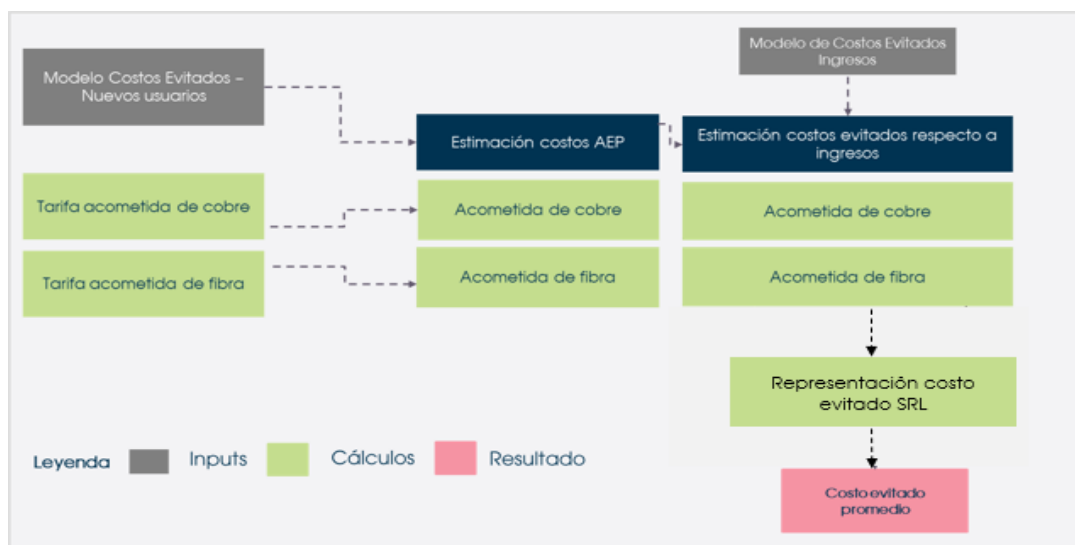 Modelo de Costos Evitados
Ingresos
Modelo Costos Evitados –
Nuevos usuarios
Estimación costos AEP
Estimación costos evitados respecto a
ingresos
Tarifa acometida de cobre
Acometida de cobre
Acometida de cobre
Tarifa acometida de fibra
Acometida de fibra
Acometida de fibra
Representación costo
evitado SRL
Leyenda
Inputs
Cálculos
Resultado
Costo evitado
promedio